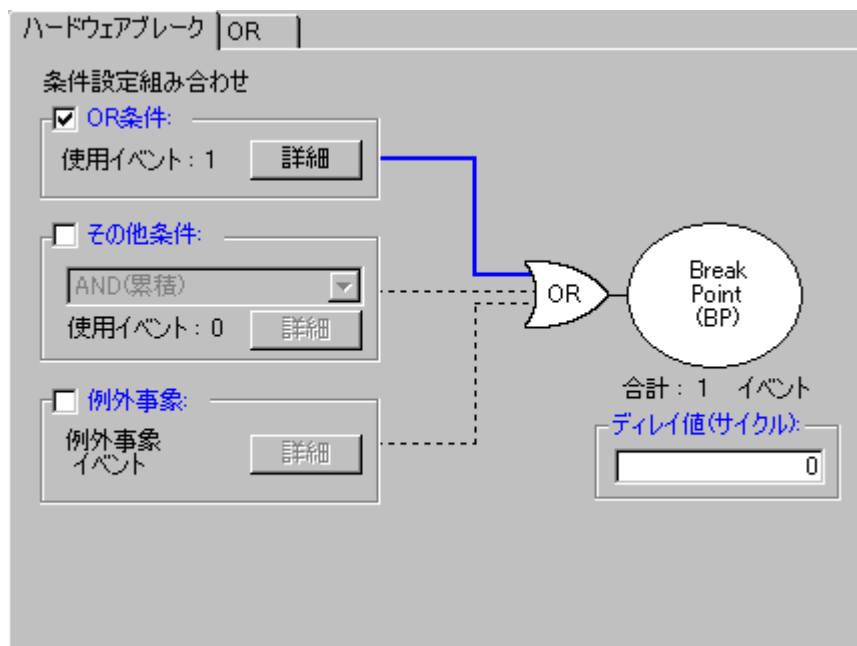 ハードウェアブレーク OR
条件設定組み合わせ
OR条件:
使用イベント : 1 詳細
その他条件:
AND(累積)
使用イベント : 0 詳細
例外事象:
例外事象
イベント
詳細
OR
Break
Point
(BP)
合計 : 1 イベント
ディレイ値(サイクル):
0